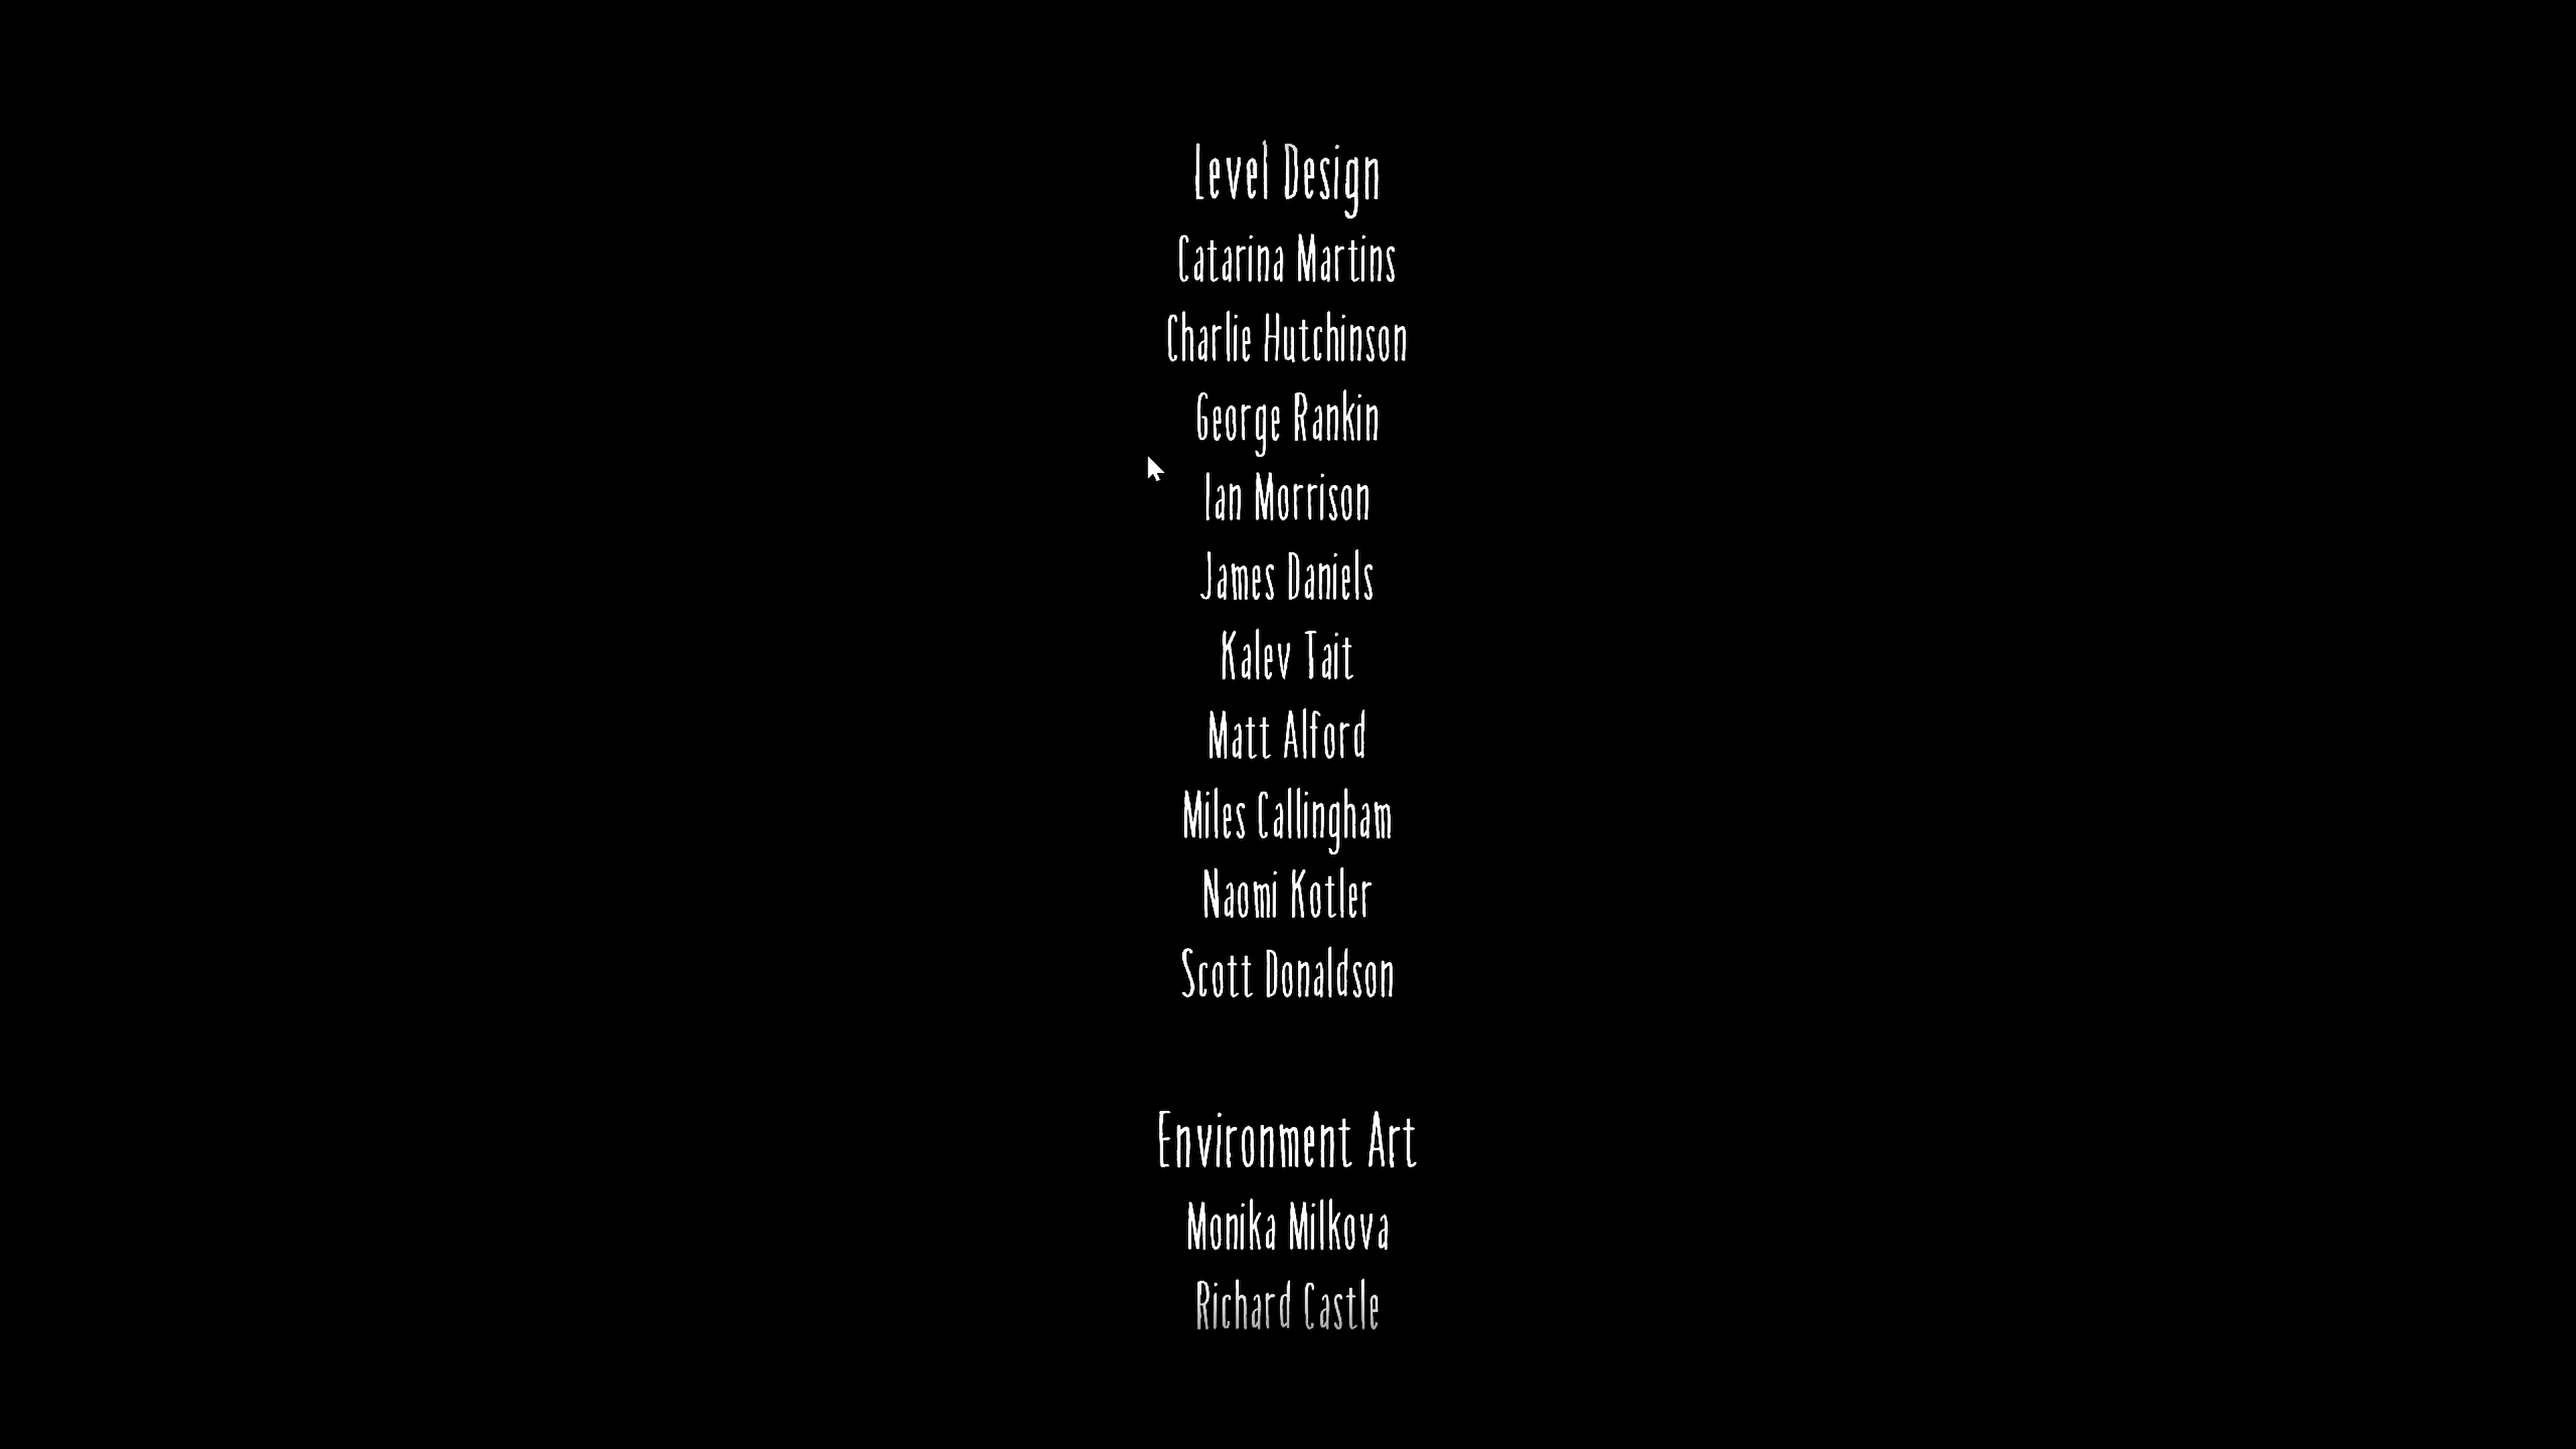 Level Design
Catarina Martins
Charlie Hutchinson
George Rankin
Ian Morrison
James Daniels
Kalev Tait
Matt Alford
Miles Callingham
Naomi Kotler
Scott Donaldson
Environment Art
Monika Milkova
Richard Castle